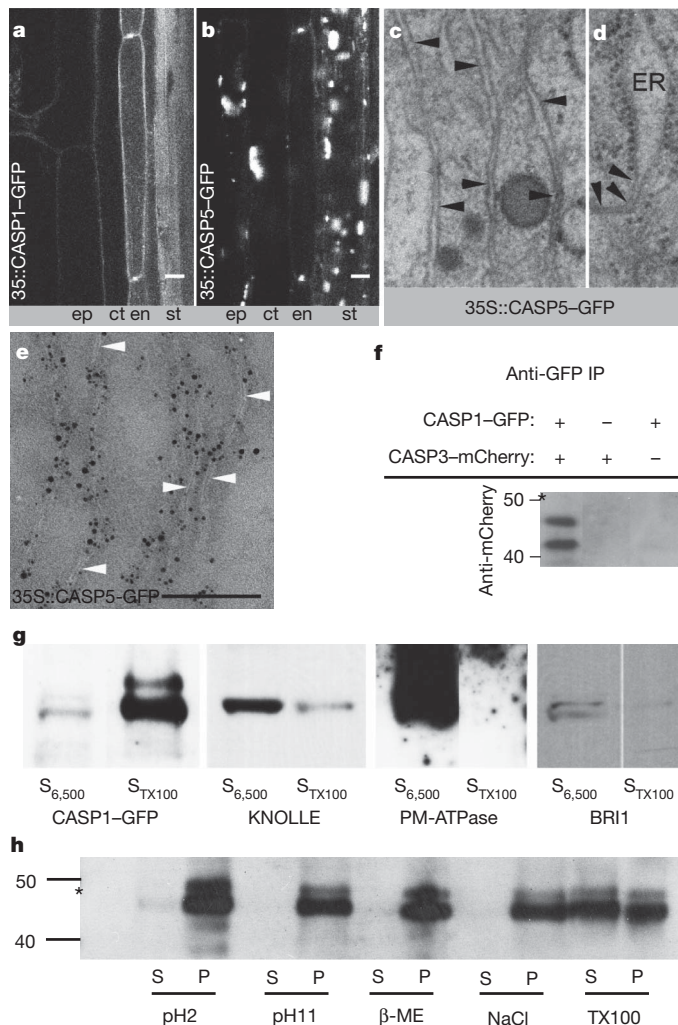 a
b
c
d
ER
35::CASP1–GFP
35::CASP5–GFP
ep ct en st
ep ct en st
35S::CASP5–GFP
e
35S::CASP5-GFP
f
Anti-GFP IP
CASP1–GFP: + – +
CASP3–mCherry: + + –
Anti-mCherry
50
*
40
g
S6,500 STX100
CASP1–GFP
S6,500 STX100
KNOLLE
S6,500 STX100
PM-ATPase
S6,500 STX100
BRI1
h
50
*
40
S P S P S P S P S P
pH2 pH11 β-ME NaCl TX100